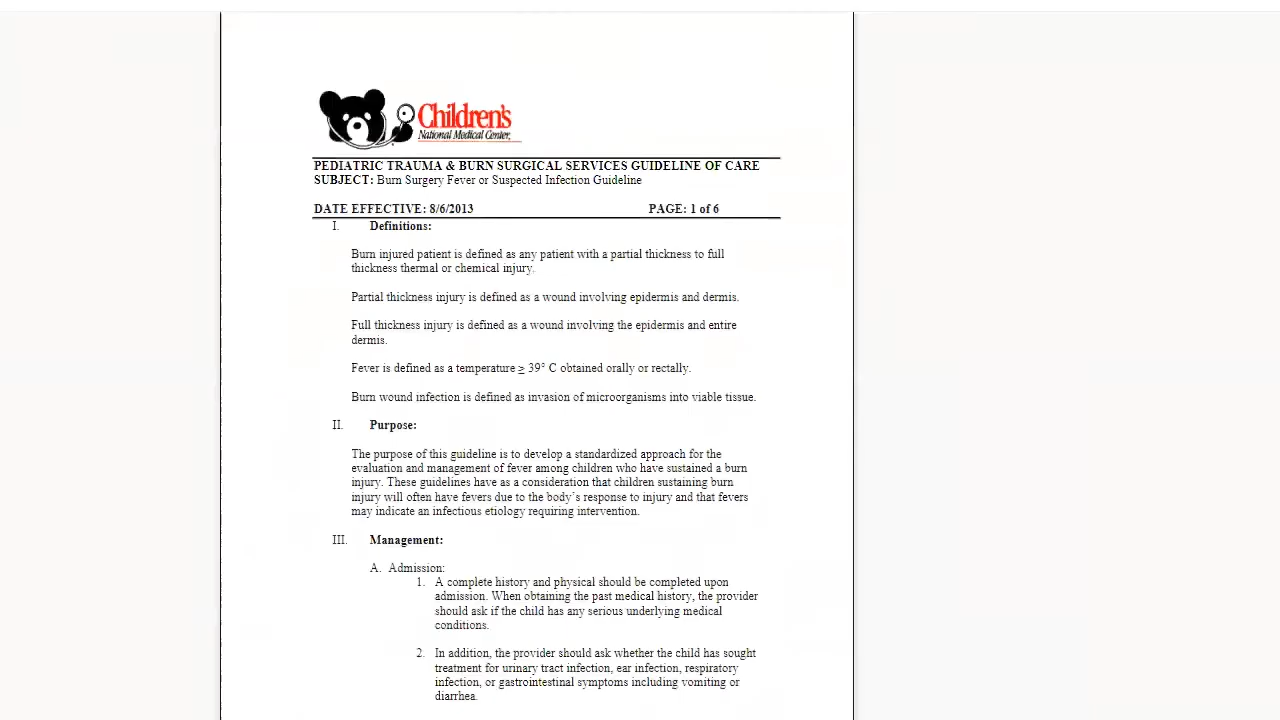 Children's
National Medical Center.
PEDIATRIC TRAUMA & BURN SURGICAL SERVICES GUIDELINE OF CARE
SUBJECT: Burn Surgery Fever or Suspected Infection Guideline
DATE EFFECTIVE: 8/6/2013 PAGE: 1 of 6
I. Definitions:
Burn injured patient is defined as any patient with a partial thickness to full
thickness thermal or chemical injury.
Partial thickness injury is defined as a wound involving epidermis and dermis.
Full thickness injury is defined as a wound involving the epidermis and entire
dermis.
Fever is defined as a temperature ≥ 39° C obtained orally or rectally.
Burn wound infection is defined as invasion of microorganisms into viable tissue.
II. Purpose:
The purpose of this guideline is to develop a standardized approach for the
evaluation and management of fever among children who have sustained a burn
injury. These guidelines have as a consideration that children sustaining burn
injury will often have fevers due to the body's response to injury and that fevers
may indicate an infectious etiology requiring intervention.
III. Management:
A. Admission:
1. A complete history and physical should be completed upon
admission. When obtaining the past medical history, the provider
should ask if the child has any serious underlying medical
conditions.
2. In addition, the provider should ask whether the child has sought
treatment for urinary tract infection, ear infection, respiratory
infection, or gastrointestinal symptoms including vomiting or
diarrhea.